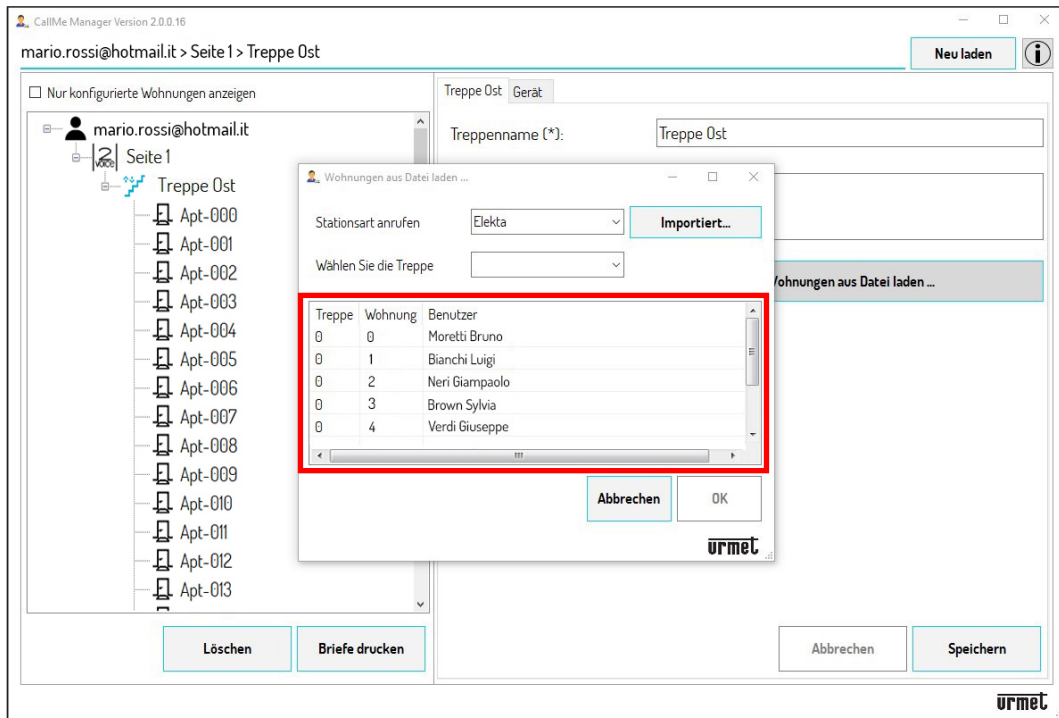 CallMe Manager Version 2.0.0.16
mario.rossi@hotmail.it > Seite 1 > Treppe Ost
Neu laden
Nur konfigurierte Wohnungen anzeigen
mario.rossi@hotmail.it
2 VOICE Seite 1
Treppe Ost
Apt-000
Apt-001
Apt-002
Apt-003
Apt-004
Apt-005
Apt-006
Apt-007
Apt-008
Apt-009
Apt-010
Apt-011
Apt-012
Apt-013
Löschen
Briefe drucken
Treppe Ost Gerät
Treppenname (*): Treppe Ost
Wohnungen aus Datei laden ...
Wohnungen aus Datei laden ...
Stationsart anrufen Elekta Importiert...
Wählen Sie die Treppe
Treppe Wohnung Benutzer
0 0 Moretti Bruno
0 1 Bianchi Luigi
0 2 Neri Giampaolo
0 3 Brown Sylvia
0 4 Verdi Giuseppe
Abbrechen OK
urmet
Abbrechen Speichern
urmet